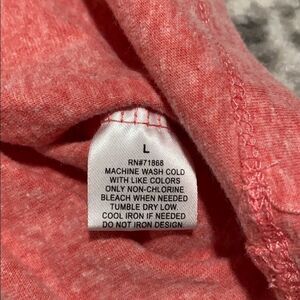 L
RN#71868
MACHINE WASH COLD
WITH LIKE COLORS
ONLY NON-CHLORINE
BLEACH WHEN NEEDED
TUMBLE DRY LOW
COOL IRON IF NEEDED
DO NOT IRON DESIGN